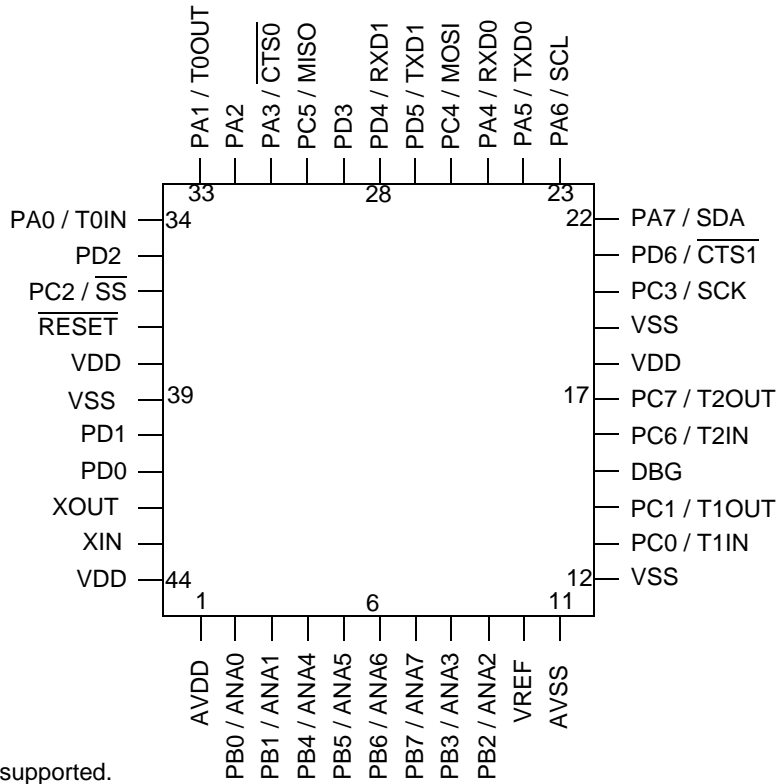 PA1 / T0OUT
PA2
PA3 / CTS0
PC5 / MISO
PD3
PD4 / RXD1
PD5 / TXD1
PC4 / MOSI
PA4 / RXD0
PA5 / TXD0
PA6 / SCL
33
28
23
PA0 / T0IN
34
22
PA7 / SDA
PD2
PD6 / CTS1
PC2 / SS
PC3 / SCK
RESET
VSS
VDD
VDD
VSS
39
17
PC7 / T2OUT
PD1
PC6 / T2IN
PD0
DBG
XOUT
PC1 / T1OUT
XIN
PC0 / T1IN
VDD
44
12
VSS
1
6
11
AVDD
PB0 / ANA0
PB1 / ANA1
PB4 / ANA4
PB5 / ANA5
PB6 / ANA6
PB7 / ANA7
PB3 / ANA3
PB2 / ANA2
VREF
AVSS
supported.